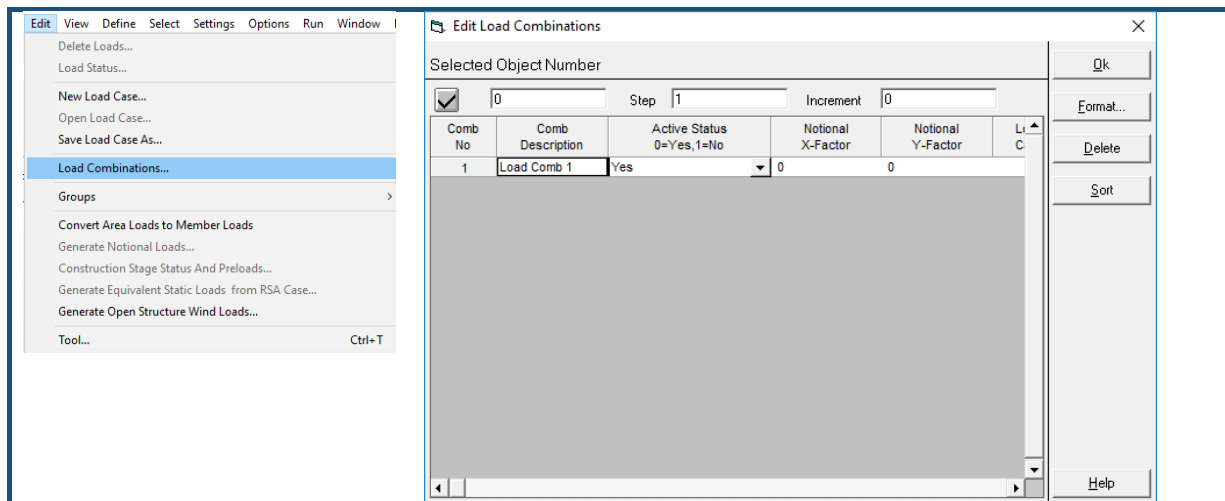 Edit View Define Select Settings Options Run Window
Delete Loads...
Load Status...
New Load Case...
Open Load Case...
Save Load Case As...
Load Combinations...
Groups
Convert Area Loads to Member Loads
Generate Notional Loads...
Construction Stage Status And Preloads...
Generate Equivalent Static Loads from RSA Case...
Generate Open Structure Wind Loads...
Tool... Ctrl+T
Edit Load Combinations
Selected Object Number
0 Step 1 Increment 0
Comb Comb Active Status Notional Notional
No Description 0=Yes,1=No X-Factor Y-Factor
1 Load Comb 1 Yes 0 0
Ok
Format...
Delete
Sort
Help